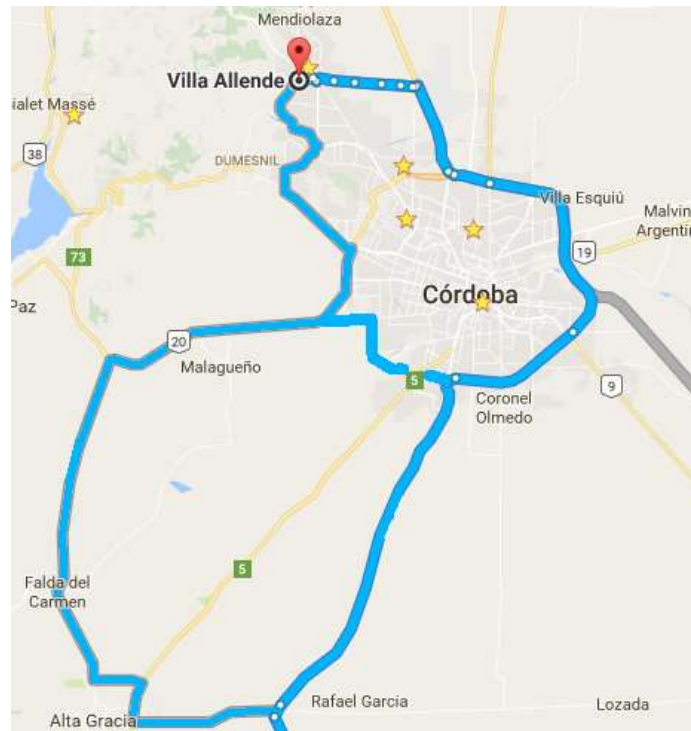 Mendiolaza
Villa Allende
ialet Massé
38
DUMESNIL
Villa Esquiú
Malvin
Argentin
19
73
Paz
Córdoba
20
Malagueño
5
9
Coronel
Olmedo
5
Falda del
Carmen
Rafael Garcia
Lozada
Alta Gracia